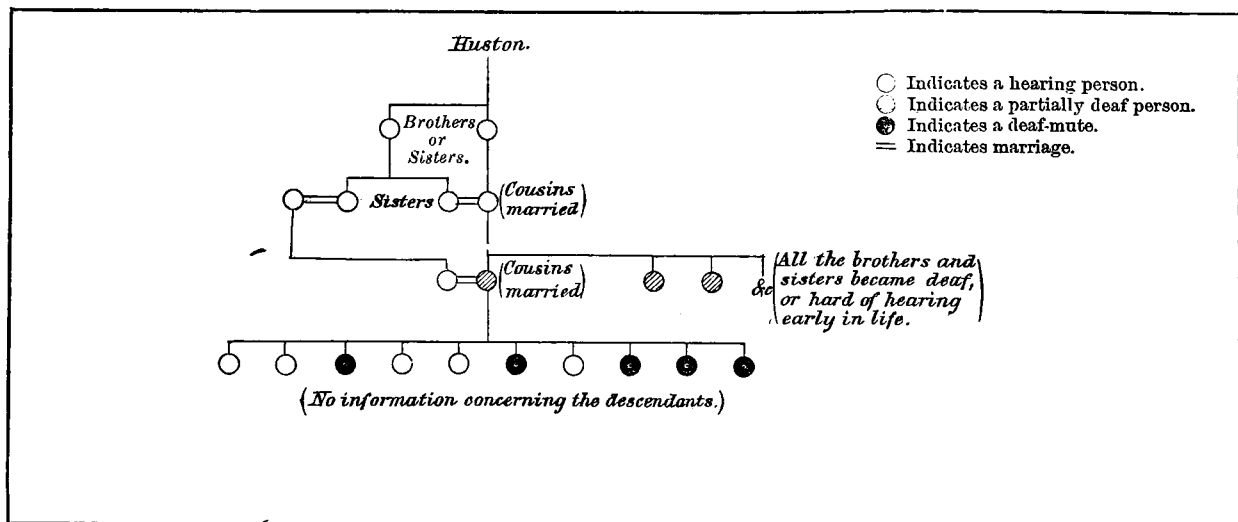 Huston.
Indicates a hearing person.
Indicates a partially deaf person.
Indicates a deaf-mute.
= Indicates marriage.
Brothers
or
Sisters.
Sisters
(Cousins
married)
(Cousins
married)
&c
(All the brothers and
sisters became deaf,
or hard of hearing
early in life.)
(No information concerning the descendants.)